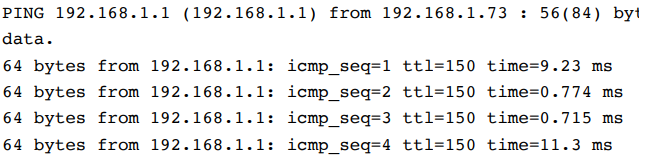 PING 192.168.1.1 (192.168.1.1) from 192.168.1.73 : 56(84) byt
data.
64 bytes from 192.168.1.1: icmp_seq=1 ttl=150 time=9.23 ms
64 bytes from 192.168.1.1: icmp_seq=2 ttl=150 time=0.774 ms
64 bytes from 192.168.1.1: icmp_seq=3 ttl=150 time=0.715 ms
64 bytes from 192.168.1.1: icmp_seq=4 ttl=150 time=11.3 ms